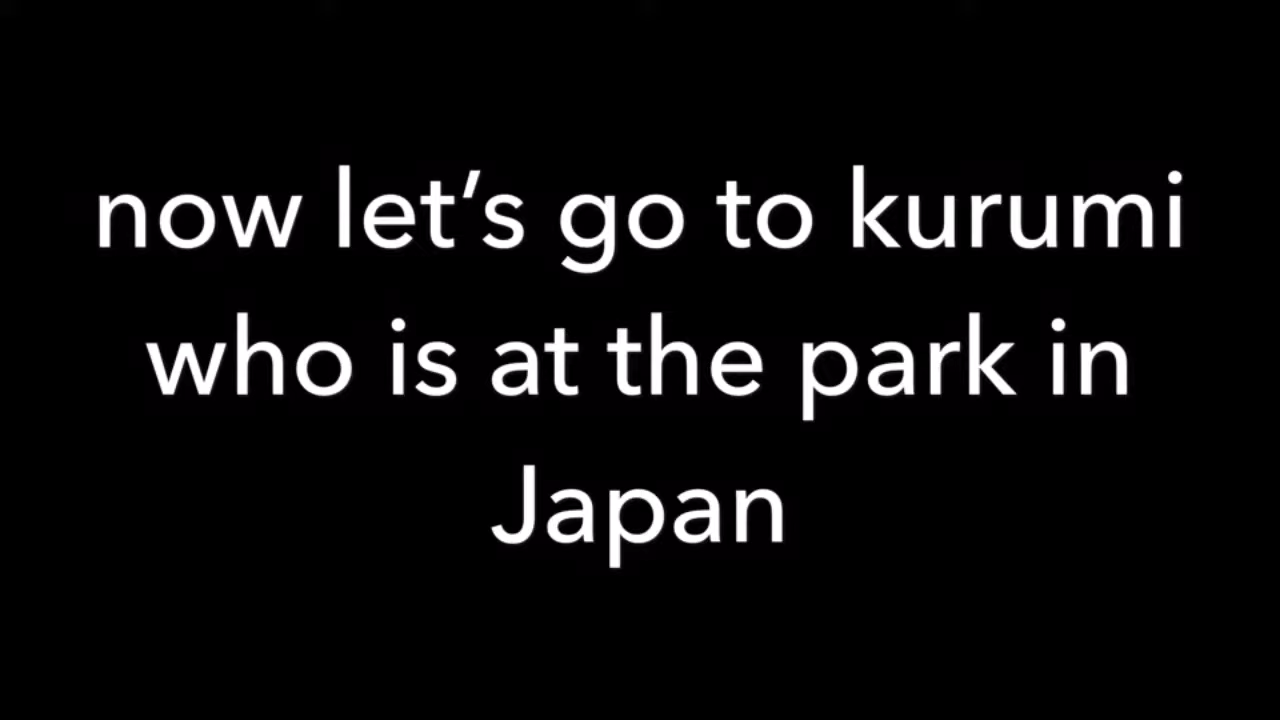 now let’s go to kurumi
who is at the park in
Japan